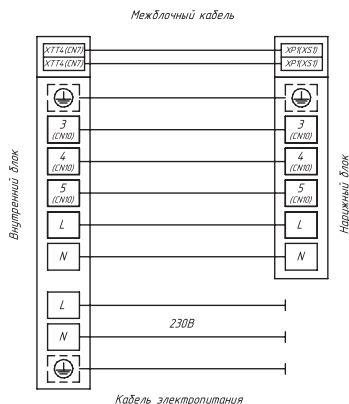 Межблочный кабель
XTT4(CN7) XP1(XS1)
XTT4(CN7) XP1(XS1)
3 3
(CN10) (CN10)
4 4
(CN10) (CN10)
5 5
(CN10) (CN10)
L L
N N
Внутренний блок
Нарижный блок
L
230В
N
Кабель электропитания